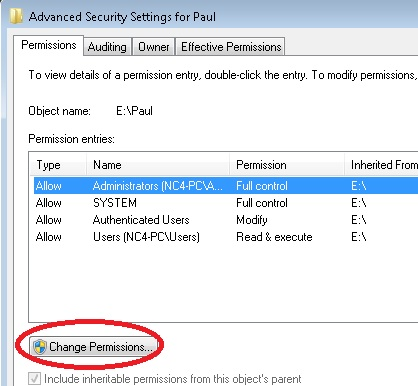 Advanced Security Settings for Paul
Permissions Auditing Owner Effective Permissions
To view details of a permission entry, double-click the entry. To modify permissions,
Object name: E:\Paul
Permission entries:
Type Name Permission Inherited From
Allow Administrators (NC4-PC\A... Full control E:\
Allow SYSTEM Full control E:\
Allow Authenticated Users Modify E:\
Allow Users (NC4-PC\Users) Read & execute E:\
Change Permissions...
Include inheritable permissions from this object's parent